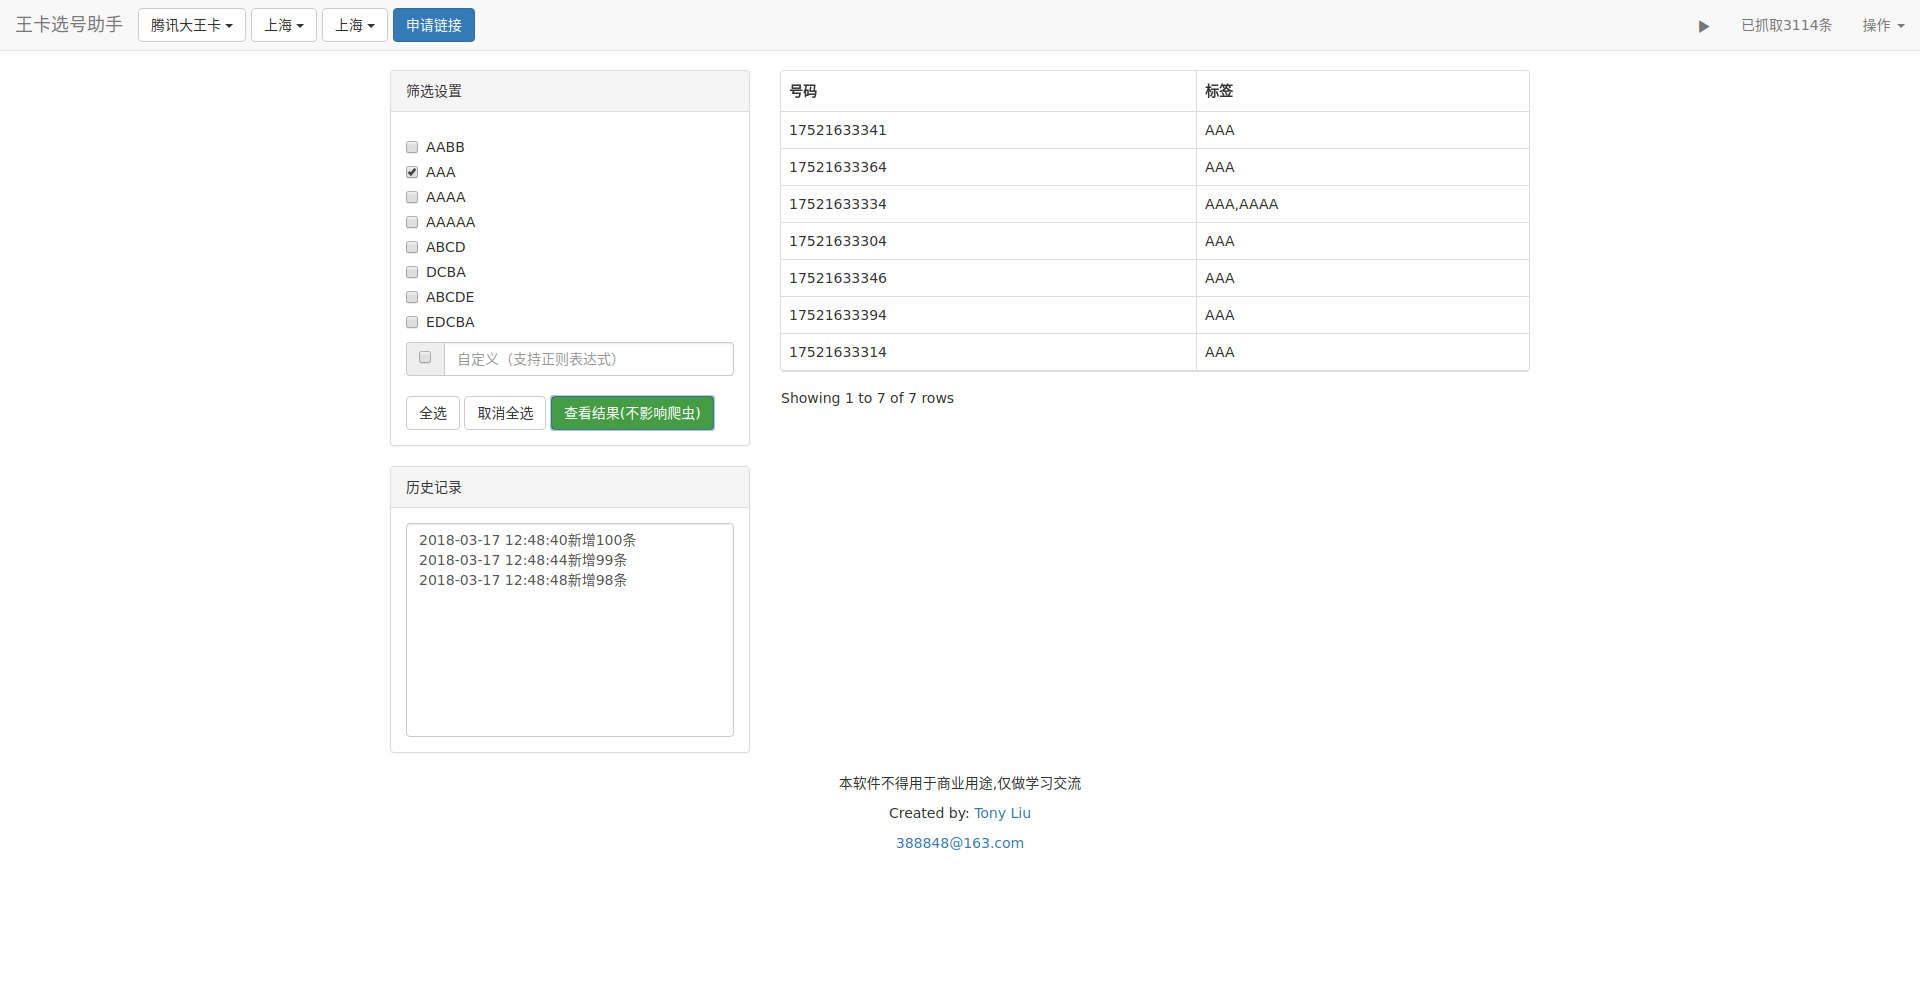 王卡选号助手 腾讯大王卡 上海 上海 申请链接 已抓取3114条 操作
筛选设置
AABB
AAA
AAAA
AAAAA
ABCD
DCBA
ABCDE
EDCBA
自定义（支持正则表达式）
全选 取消全选 查看结果(不影响爬虫)
历史记录
2018-03-17 12:48:40新增100条
2018-03-17 12:48:44新增99条
2018-03-17 12:48:48新增98条
号码 标签
17521633341 AAA
17521633364 AAA
17521633334 AAA,AAAA
17521633304 AAA
17521633346 AAA
17521633394 AAA
17521633314 AAA
Showing 1 to 7 of 7 rows
本软件不得用于商业用途,仅做学习交流
Created by: Tony Liu
388848@163.com